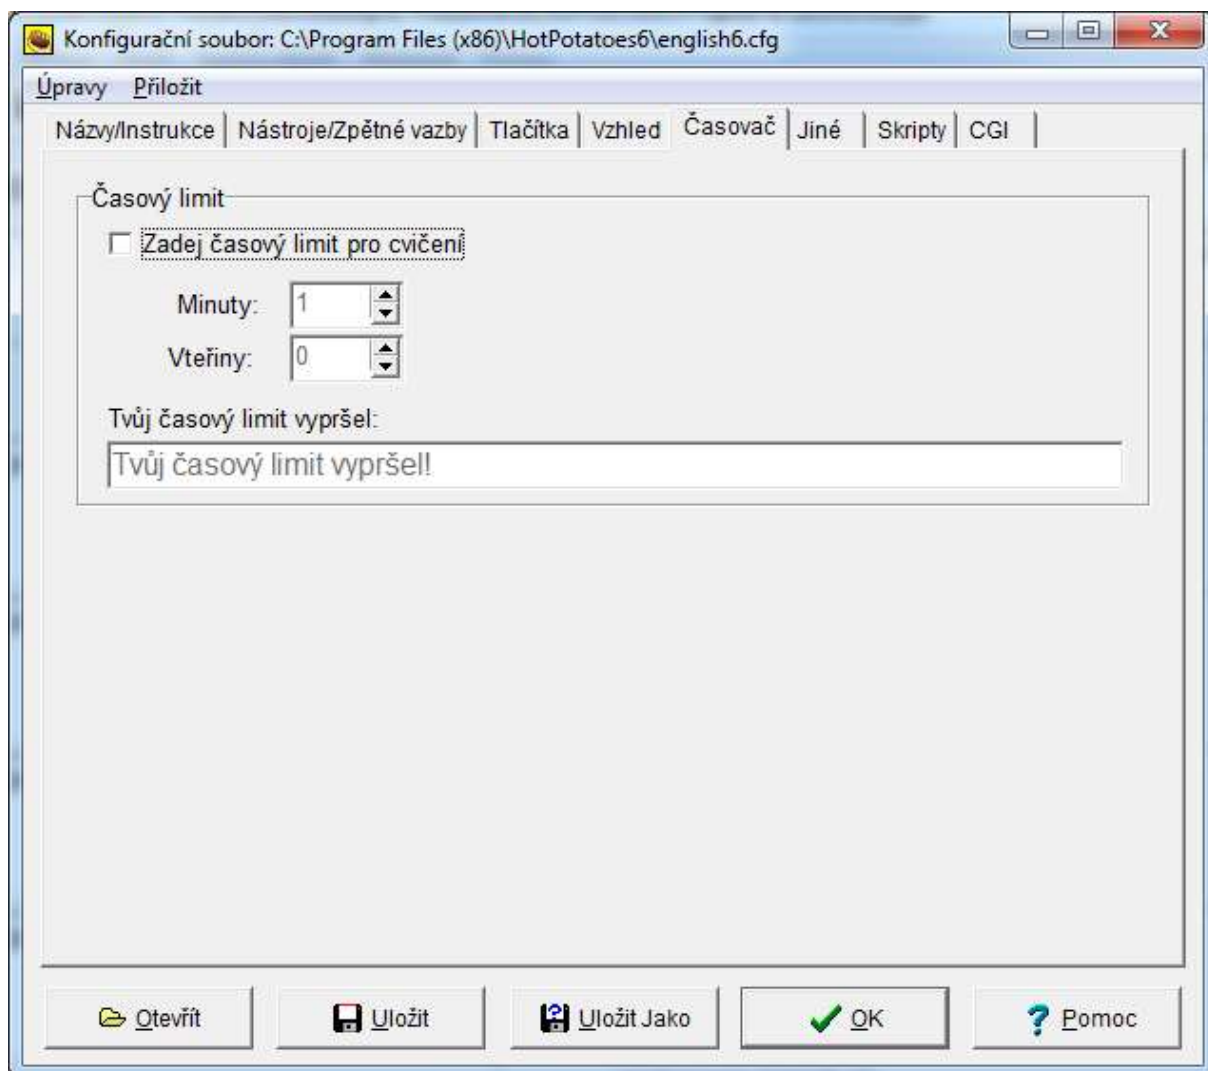 Konfigurační soubor: C:\Program Files (x86)\HotPotatoes6\english6.cfg
Úpravy Přiložit
Názvy/Instrukce Nástroje/Zpětné vazby Tlačítka Vzhled Časovač Jiné Skripty CGI
Časový limit
Zadej časový limit pro cvičení
Minuty: 1
Vteřiny: 0
Tvůj časový limit vypršel:
Tvůj časový limit vypršel!
Otevřít Uložit Uložit Jako OK Pomoc